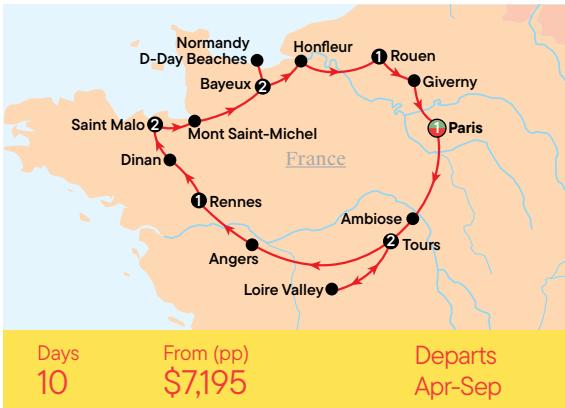 Normandy
D-Day Beaches
Honfleur
1 Rouen
Bayeux 2
Giverny
Saint Malo 2
Mont Saint-Michel
1 Paris
Dinan
France
1 Rennes
Ambiose
2 Tours
Angers
Loire Valley
Days
10
From (pp)
$7,195
Departs
Apr-Sep